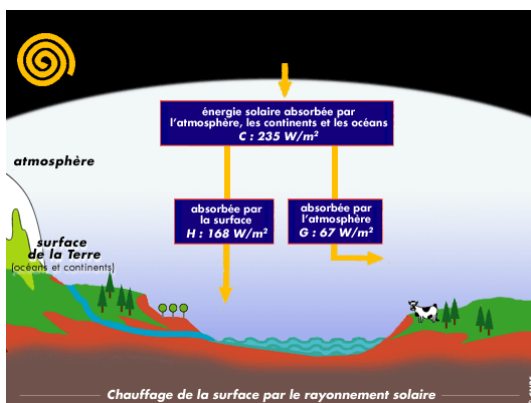 énergie solaire absorbée par
l'atmosphère, les continents et les océans
C : 235 W/m²
atmosphère
absorbée par
la surface
H : 168 W/m²
absorbée par
l'atmosphère
G : 67 W/m²
surface
de la Terre
(océans et continents)
Chauffage de la surface par le rayonnement solaire